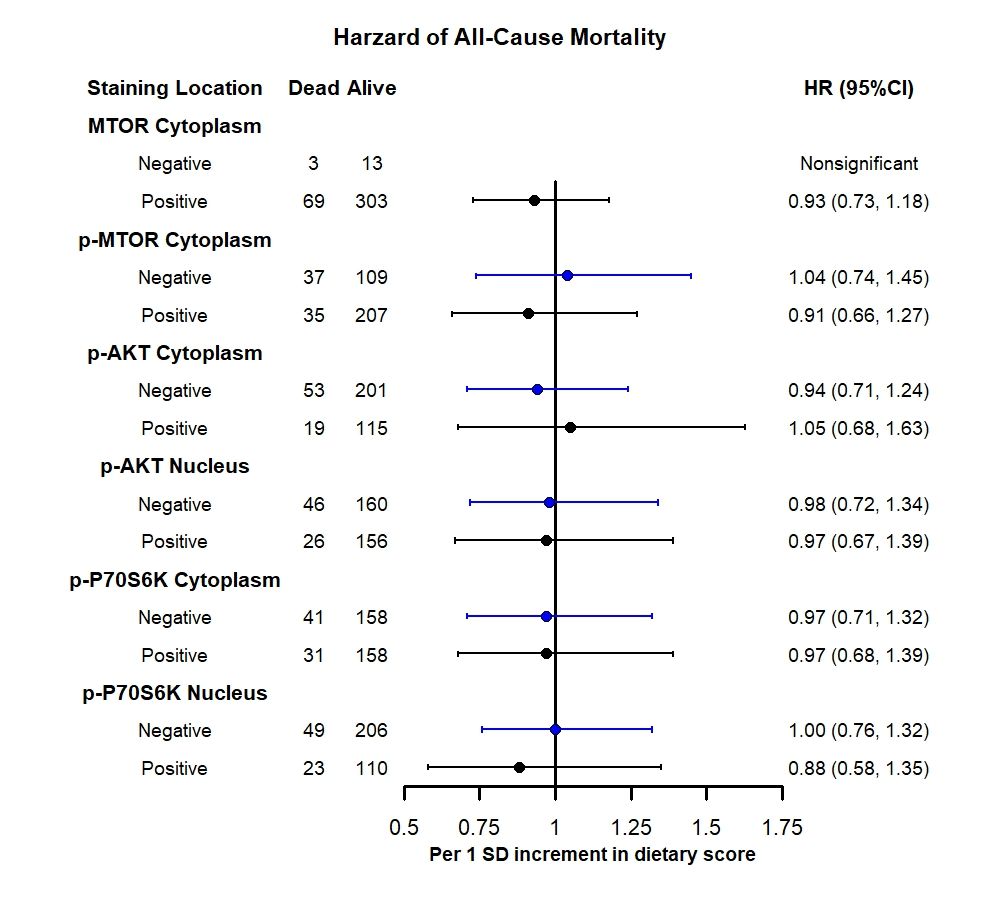 Harzard of All-Cause Mortality
Staining Location Dead Alive HR (95%CI)
MTOR Cytoplasm
Negative 3 13 Nonsignificant
Positive 69 303 0.93 (0.73, 1.18)
p-MTOR Cytoplasm
Negative 37 109 1.04 (0.74, 1.45)
Positive 35 207 0.91 (0.66, 1.27)
p-AKT Cytoplasm
Negative 53 201 0.94 (0.71, 1.24)
Positive 19 115 1.05 (0.68, 1.63)
p-AKT Nucleus
Negative 46 160 0.98 (0.72, 1.34)
Positive 26 156 0.97 (0.67, 1.39)
p-P70S6K Cytoplasm
Negative 41 158 0.97 (0.71, 1.32)
Positive 31 158 0.97 (0.68, 1.39)
p-P70S6K Nucleus
Negative 49 206 1.00 (0.76, 1.32)
Positive 23 110 0.88 (0.58, 1.35)
0.5 0.75 1 1.25 1.5 1.75
Per 1 SD increment in dietary score